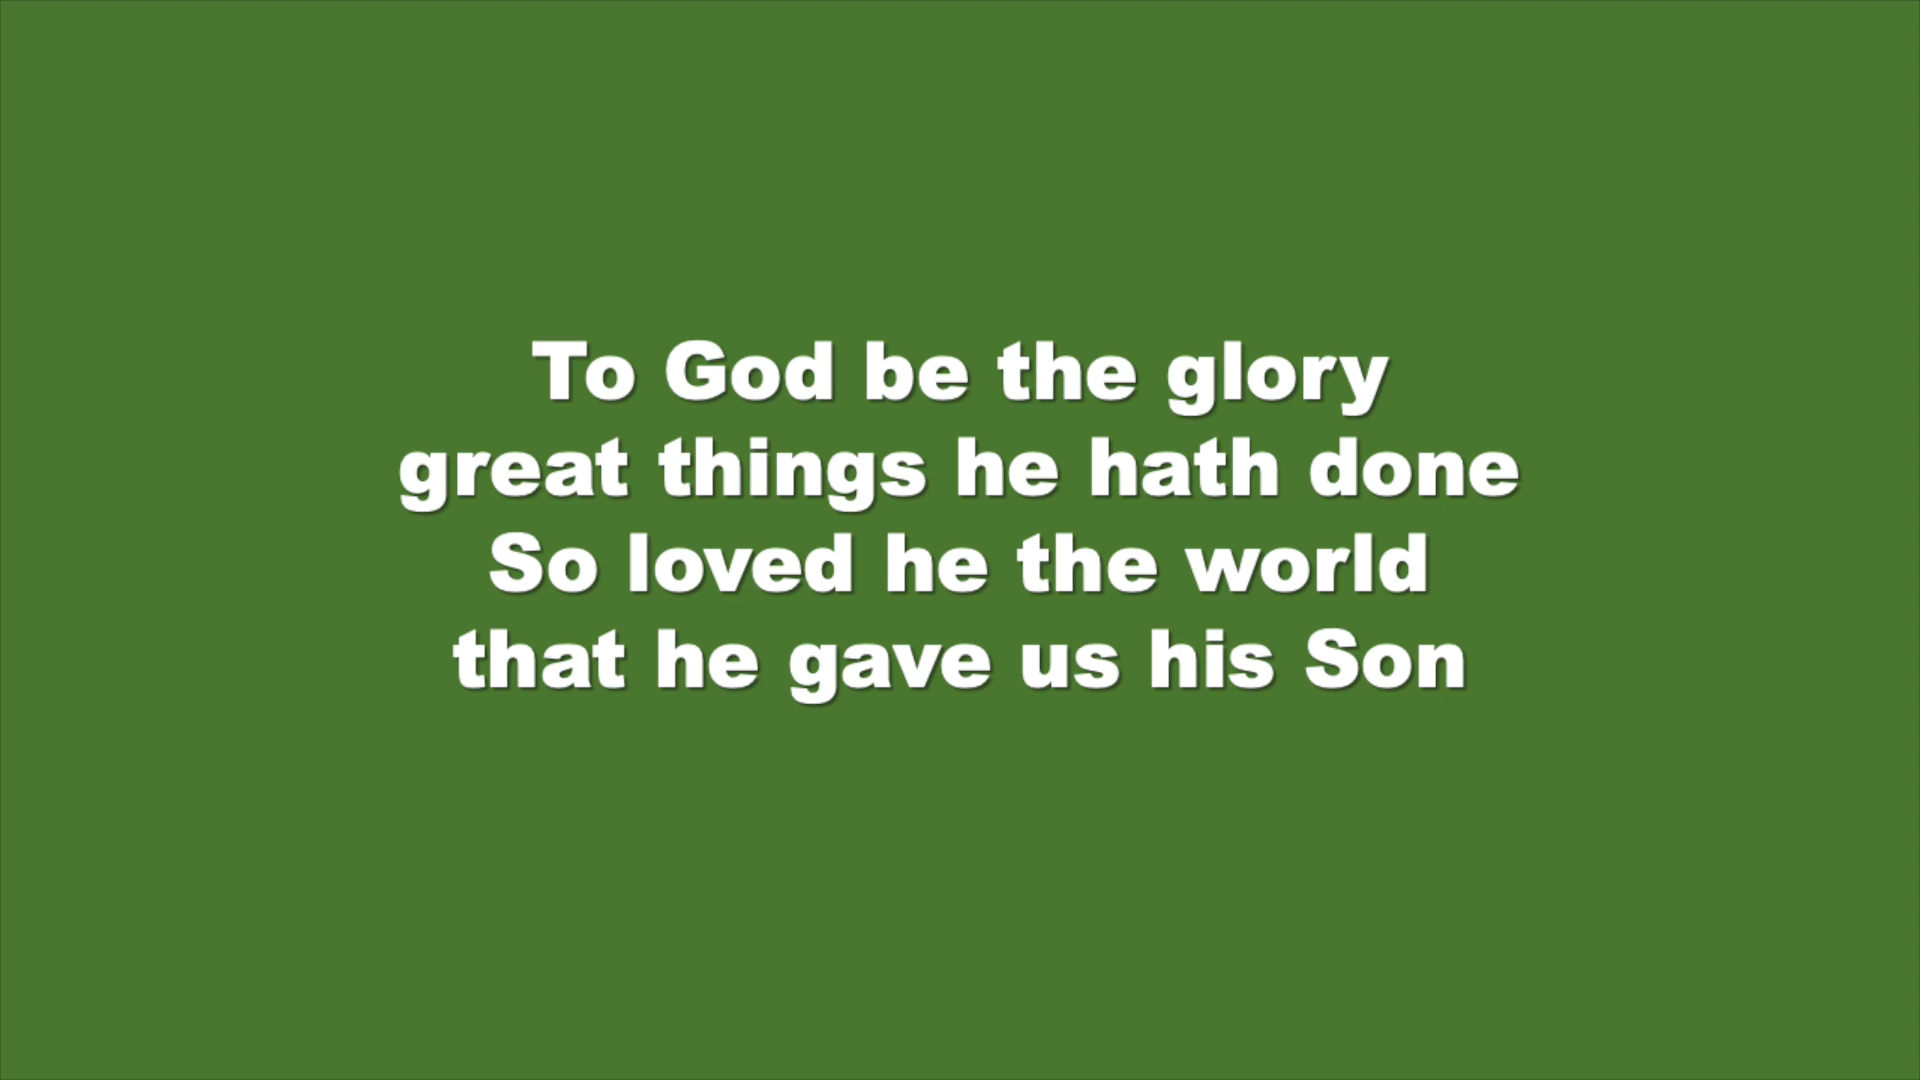 To God be the glory
great things he hath done
So loved he the world
that he gave us his Son